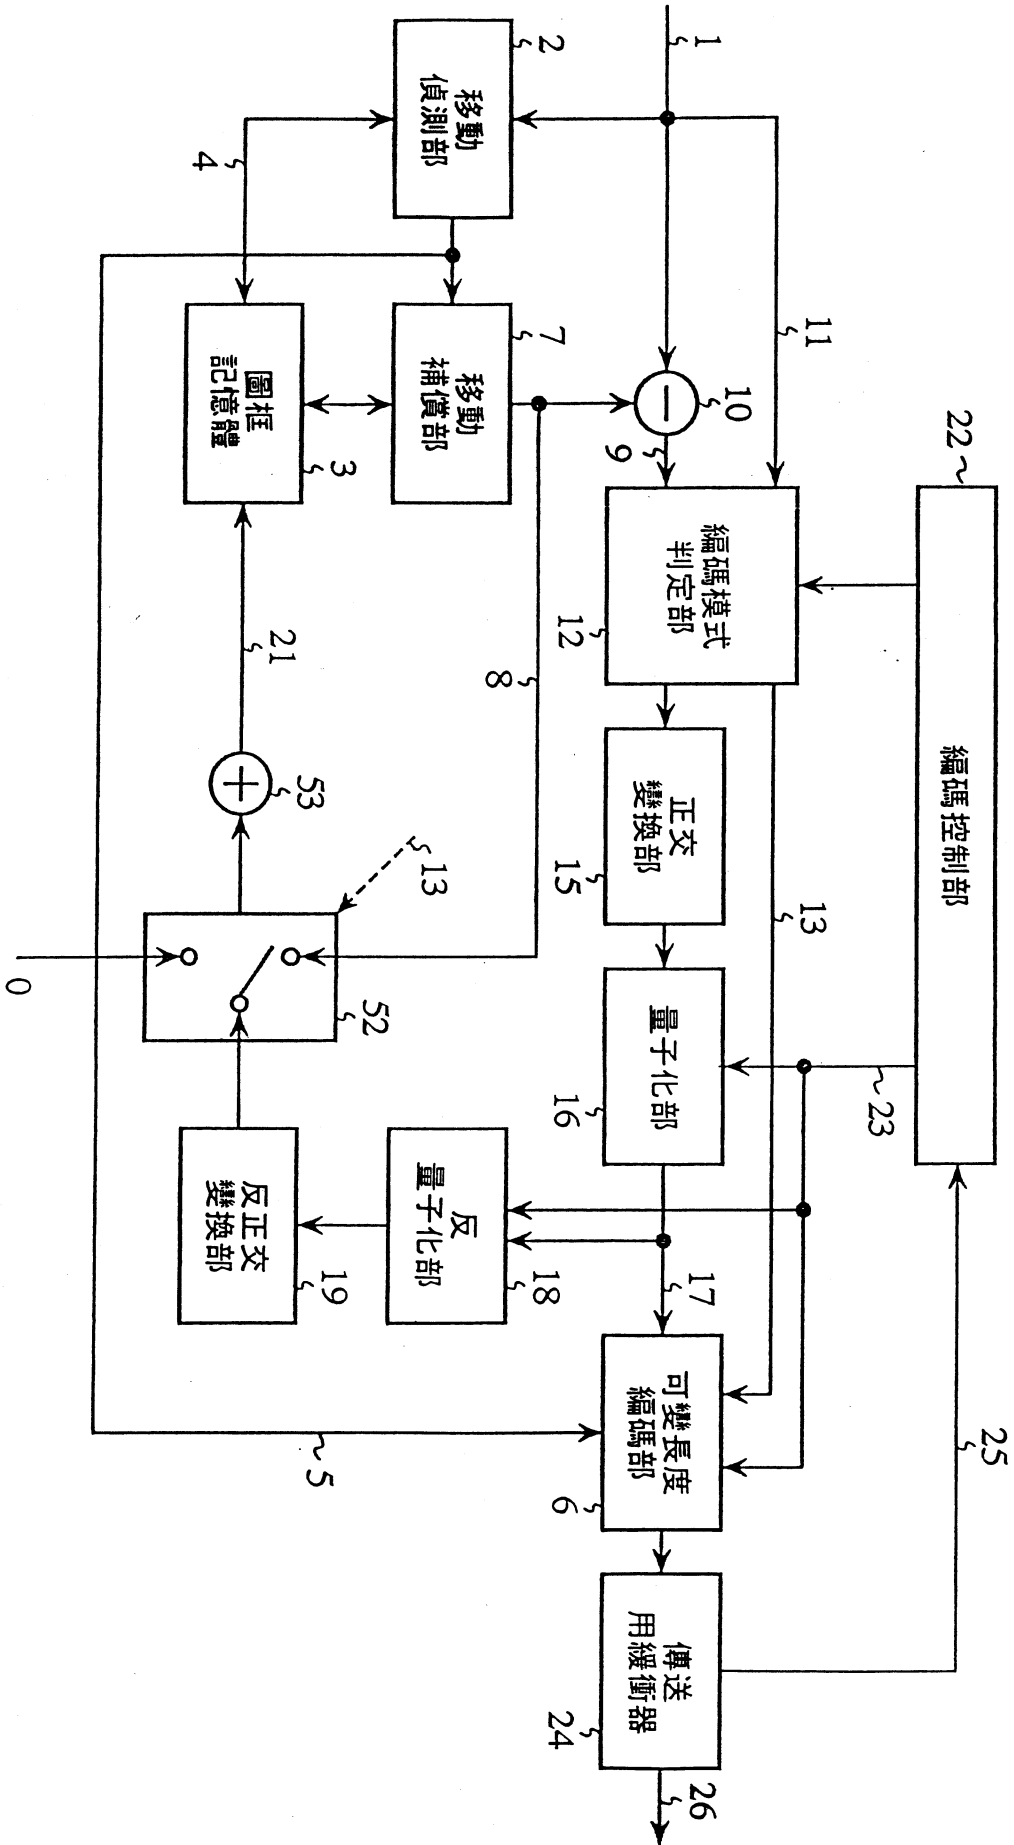 22
編碼控制部
25
23
11
13
1
10
9
編碼模式
判定部
12
正交
變換部
15
量子化部
16
17
可變長度
編碼部
6
傳送
用緩衝器
24
26
2
移動
偵測部
7
移動
補償部
8
反
量子化部
18
4
圖框
記憶體
3
21
53
13
52
反正交
變換部
19
5
0